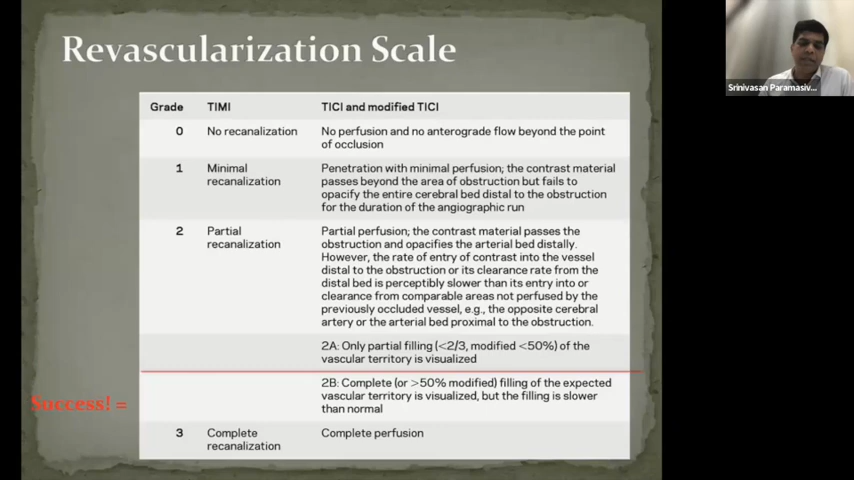 Revascularization Scale
Srinivasan Paramasiv...
Grade TIMI TICI and modified TICI
0 No recanalization No perfusion and no anterograde flow beyond the point
of occlusion
1 Minimal Penetration with minimal perfusion; the contrast material
recanalization passes beyond the area of obstruction but fails to
opacify the entire cerebral bed distal to the obstruction
for the duration of the angiographic run
2 Partial Partial perfusion; the contrast material passes the
recanalization obstruction and opacifies the arterial bed distally.
However, the rate of entry of contrast into the vessel
distal to the obstruction or its clearance rate from the
distal bed is perceptibly slower than its entry into or
clearance from comparable areas not perfused by the
previously occluded vessel, e.g., the opposite cerebral
artery or the arterial bed proximal to the obstruction.
2A: Only partial filling (<2/3, modified <50%) of the
vascular territory is visualized
2B: Complete (or >50% modified) filling of the expected
vascular territory is visualized, but the filling is slower
Success! =
than normal
3 Complete Complete perfusion
recanalization